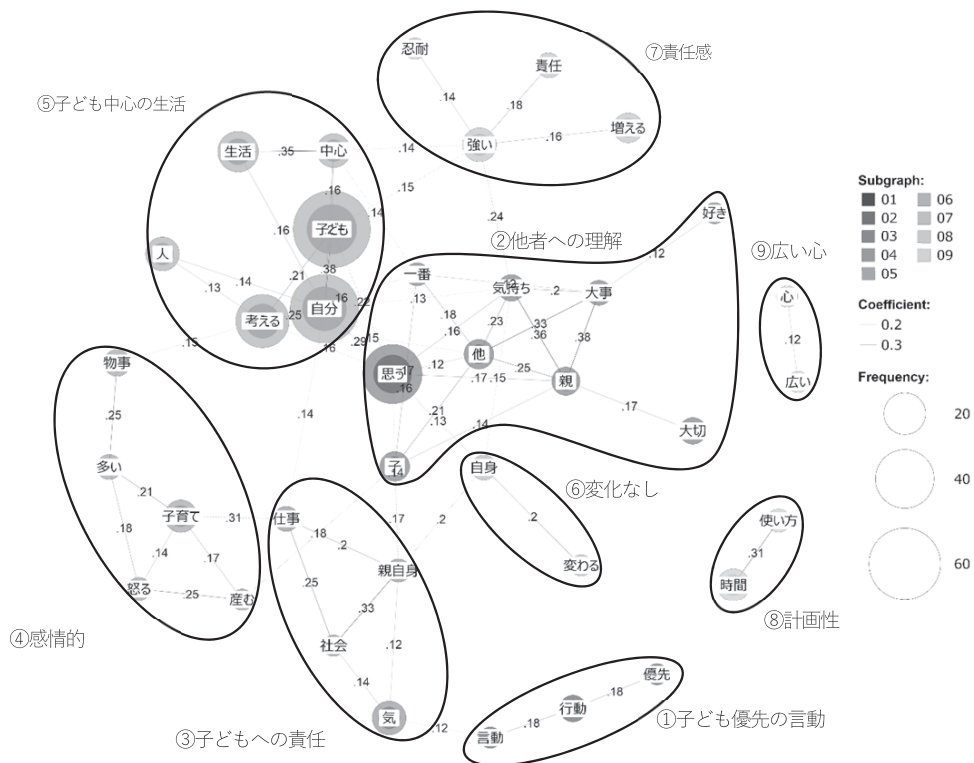 ⑦責任感
忍耐
責任
.14
.18
増える
.16
強い
⑤子ども中心の生活
生活
.35
中心
.14
.16
.15
.14
子ども
.16
.24
人
.38
.21
.14
.13
.16
自分
.22
.25
考える
.15
.29
.15
.16
②他者への理解
好き
.12
一番
気持ち
.12
.2
大事
.13
.18
.16
.23
.33
.36
.38
他
思う
.17
.12
.25
.16
.17
.15
親
.21
.13
.17
.14
大切
子
.14
⑨広い心
心
.12
広い
Subgraph:
01 06
02 07
03 08
04 09
05
Coefficient:
0.2
0.3
Frequency:
20
40
60
物事
.25
多い
.21
子育て
.31
.18
.14
.17
怒る
.25
産む
④感情的
.14
仕事
.18
.2
.17
.2
親自身
.25
.33
社会
.12
.14
気
.12
③子どもへの責任
自身
⑥変化なし
.2
変わる
使い方
.31
時間
⑧計画性
優先
.18
行動
.18
言動
①子ども優先の言動